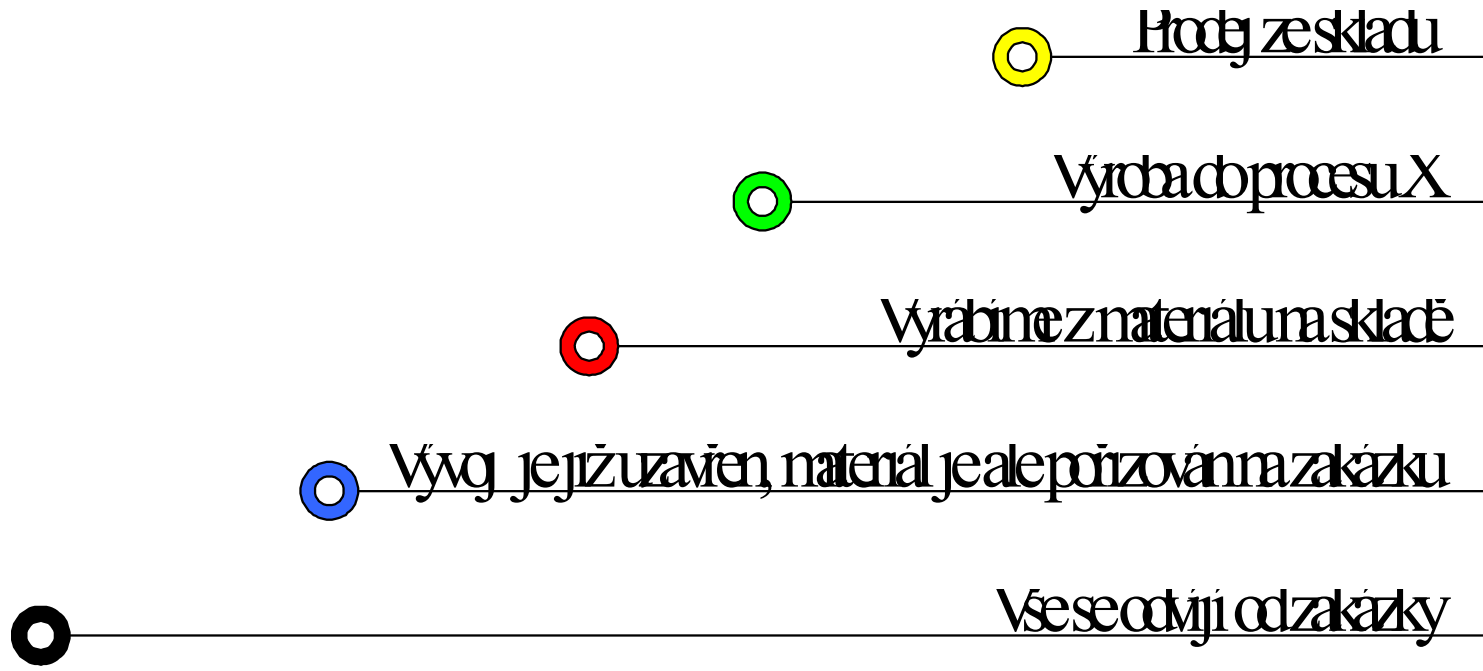 Prodej ze skladu
Výroba do procesu X
Vyrábíme z materiálu na skladě
Vývoj je již uzavřen, materiál je ale pořizován na zakázku
Vše se odvíjí od zakázky